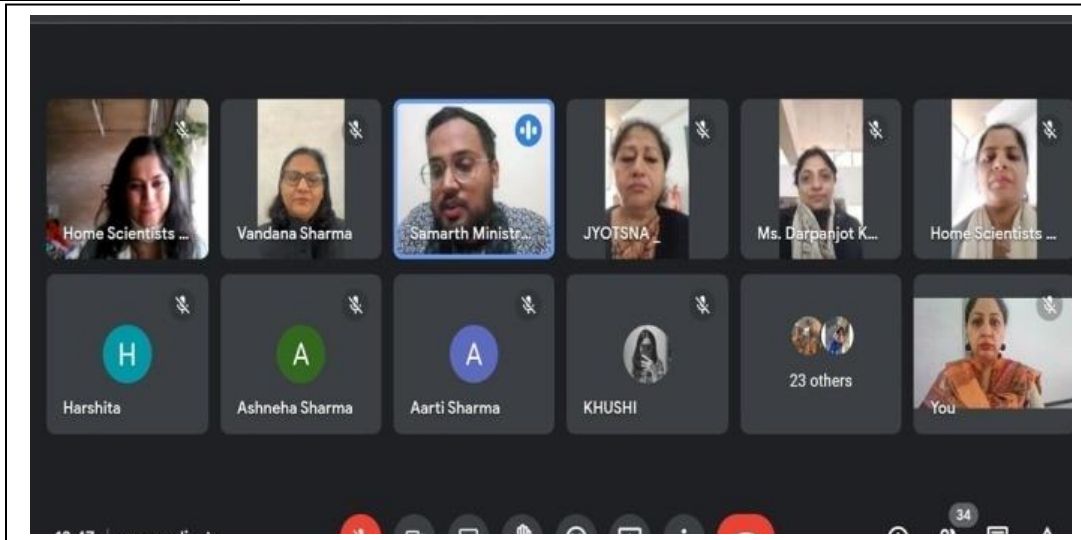 Home Scientists ...
Vandana Sharma
Samarth Ministr...
JYOTSNA _
Ms. Darpanjot K...
Home Scientists ...
H
Harshita
A
Ashneha Sharma
A
Aarti Sharma
KHUSHI
23 others
You
34